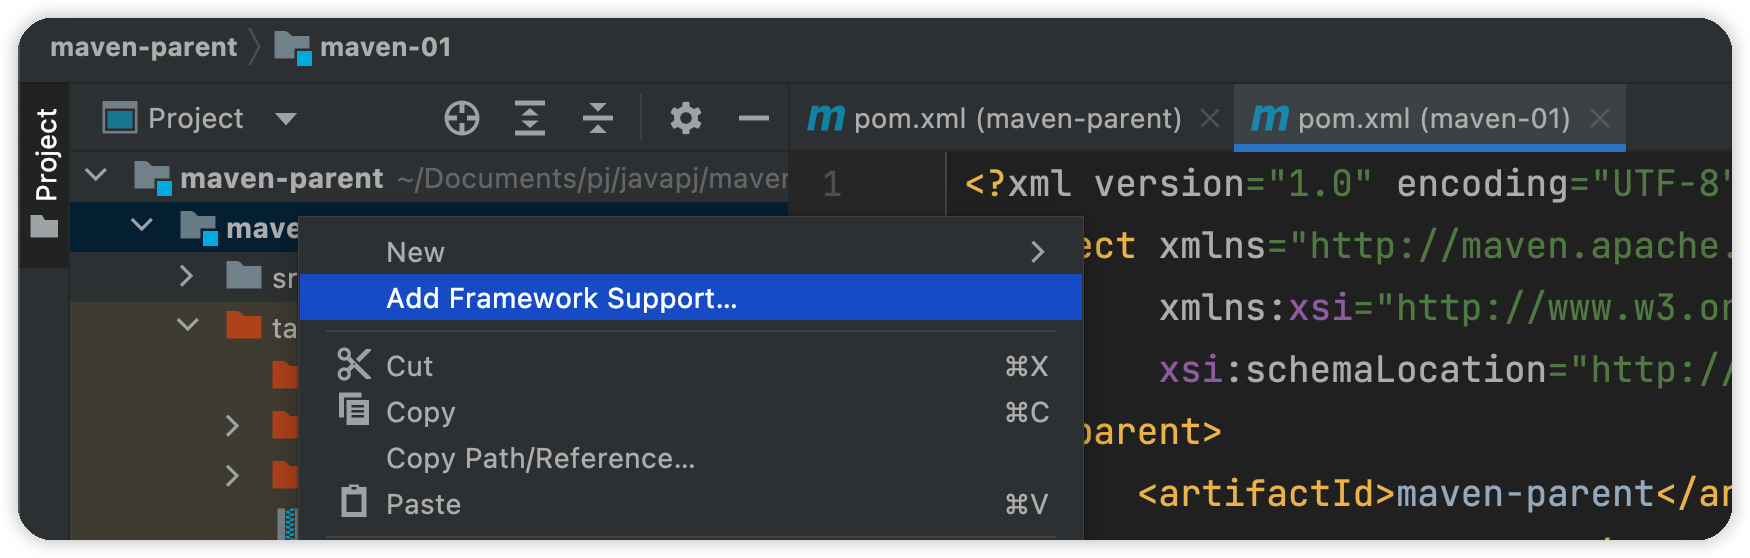 maven-parent maven-01
Project
Project
m pom.xml (maven-parent)
m pom.xml (maven-01)
maven-parent ~/Documents/pj/javapj/maven
mave
sr
ta
New
Add Framework Support...
Cut ⌘X
Copy ⌘C
Copy Path/Reference...
Paste ⌘V
1 <?xml version="1.0" encoding="UTF-8"
ect xmlns="http://maven.apache.
xmlns:xsi="http://www.w3.or
xsi:schemaLocation="http://
parent>
<artifactId>maven-parent</ar